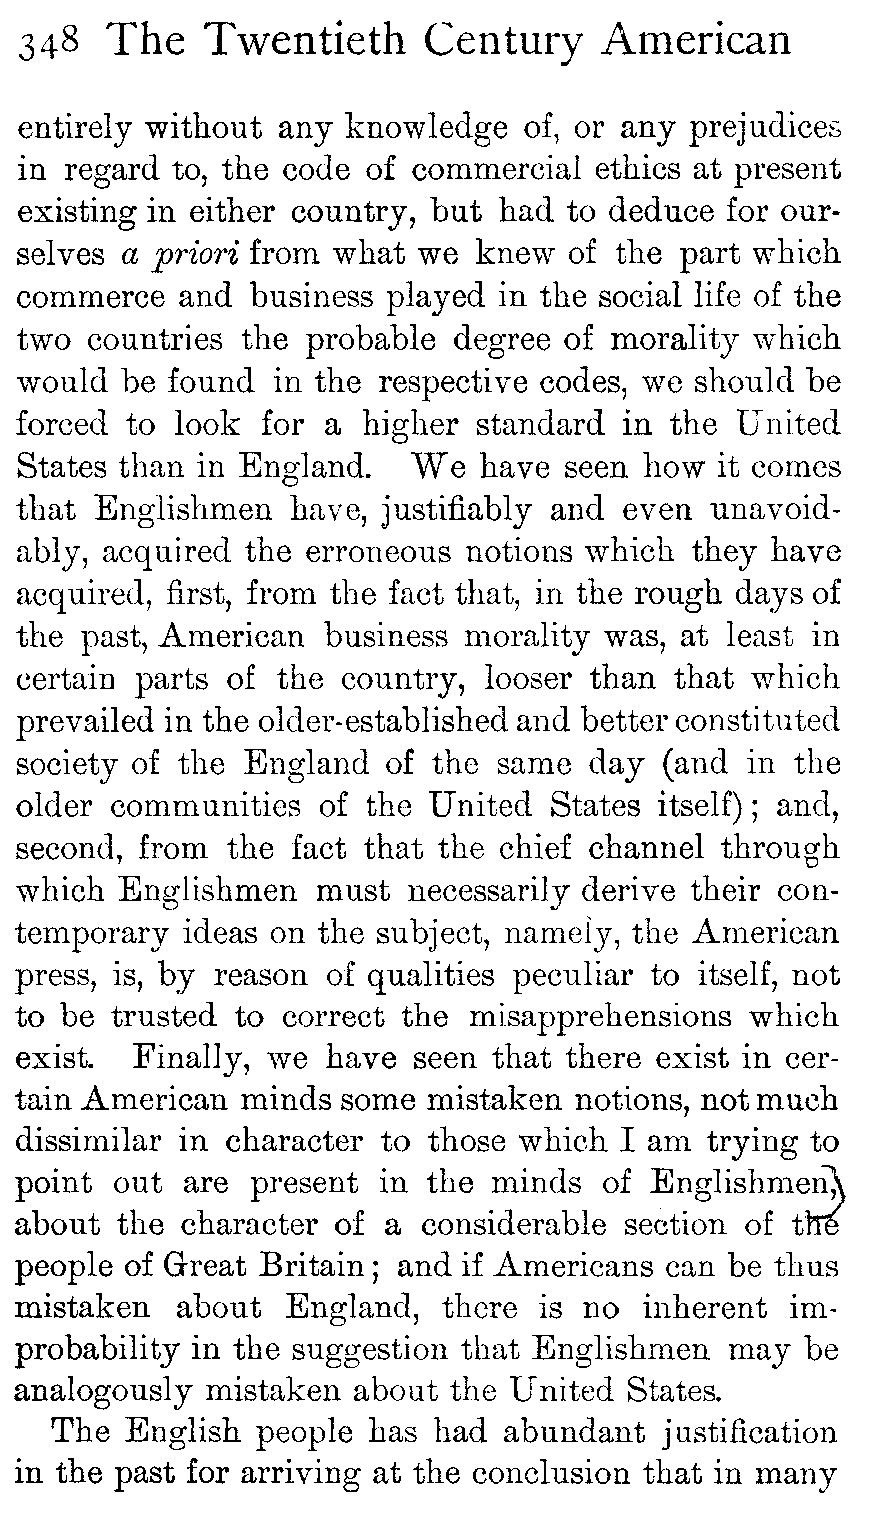 348 The Twentieth Century American
entirely without any knowledge of, or any prejudices
in regard to, the code of commercial ethics at present
existing in either country, but had to deduce for our-
selves a priori from what we knew of the part which
commerce and business played in the social life of the
two countries the probable degree of morality which
would be found in the respective codes, we should be
forced to look for a higher standard in the United
States than in England. We have seen how it comes
that Englishmen have, justifiably and even unavoid-
ably, acquired the erroneous notions which they have
acquired, first, from the fact that, in the rough days of
the past, American business morality was, at least in
certain parts of the country, looser than that which
prevailed in the older-established and better constituted
society of the England of the same day (and in the
older communities of the United States itself); and,
second, from the fact that the chief channel through
which Englishmen must necessarily derive their con-
temporary ideas on the subject, namely, the American
press, is, by reason of qualities peculiar to itself, not
to be trusted to correct the misapprehensions which
exist. Finally, we have seen that there exist in cer-
tain American minds some mistaken notions, not much
dissimilar in character to those which I am trying to
point out are present in the minds of Englishmen,
about the character of a considerable section of the
people of Great Britain; and if Americans can be thus
mistaken about England, there is no inherent im-
probability in the suggestion that Englishmen may be
analogously mistaken about the United States.
The English people has had abundant justification
in the past for arriving at the conclusion that in many